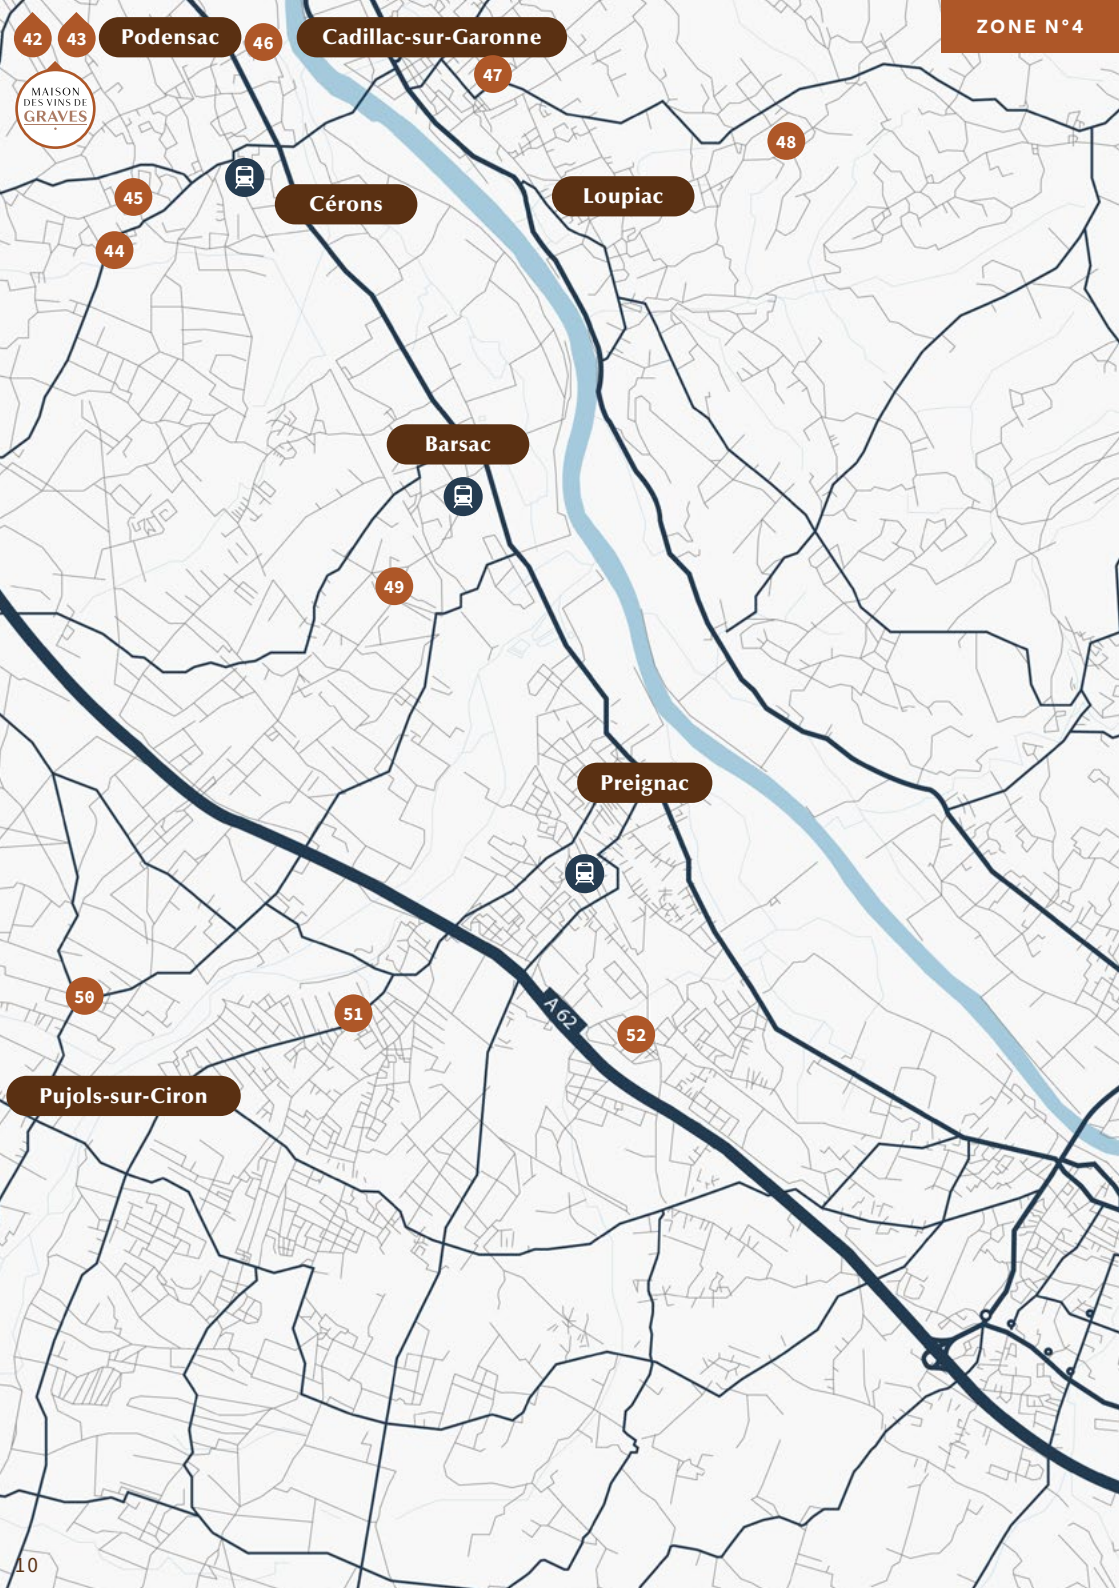 ZONE N°4
42
43
Podensac
46
Cadillac-sur-Garonne
47
MAISON
DES VINS DE
GRAVES
48
45
Cérons
Loupiac
44
Barsac
49
Preignac
50
51
A 62
52
Pujols-sur-Ciron
10